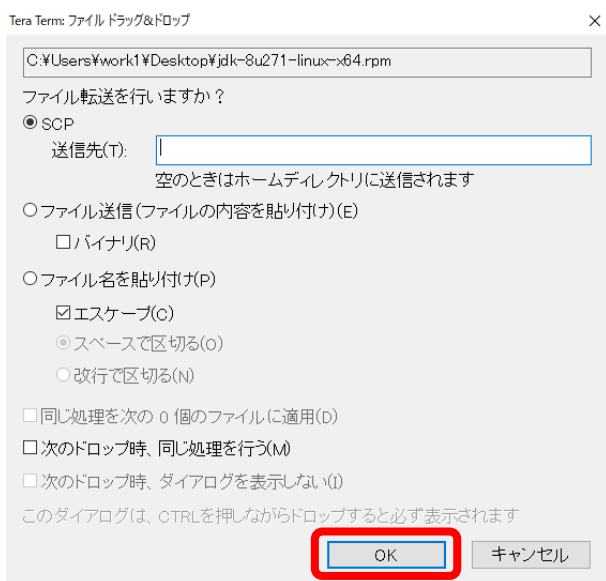 Tera Term: ファイル ドラッグ&ドロップ
C:¥Users¥work1¥Desktop¥jdk-8u271-linux-x64.rpm
ファイル転送を行いますか？
SCP
送信先(T):
空のときはホームディレクトリに送信されます
ファイル送信(ファイルの内容を貼り付け)(E)
バイナリ(R)
ファイル名を貼り付け(P)
エスケープ(C)
スペースで区切る(O)
改行で区切る(N)
同じ処理を次の 0 個のファイルに適用(D)
次のドロップ時、同じ処理を行う(M)
次のドロップ時、ダイアログを表示しない(I)
このダイアログは、CTRLを押しながらドロップすると必ず表示されます
OK キャンセル